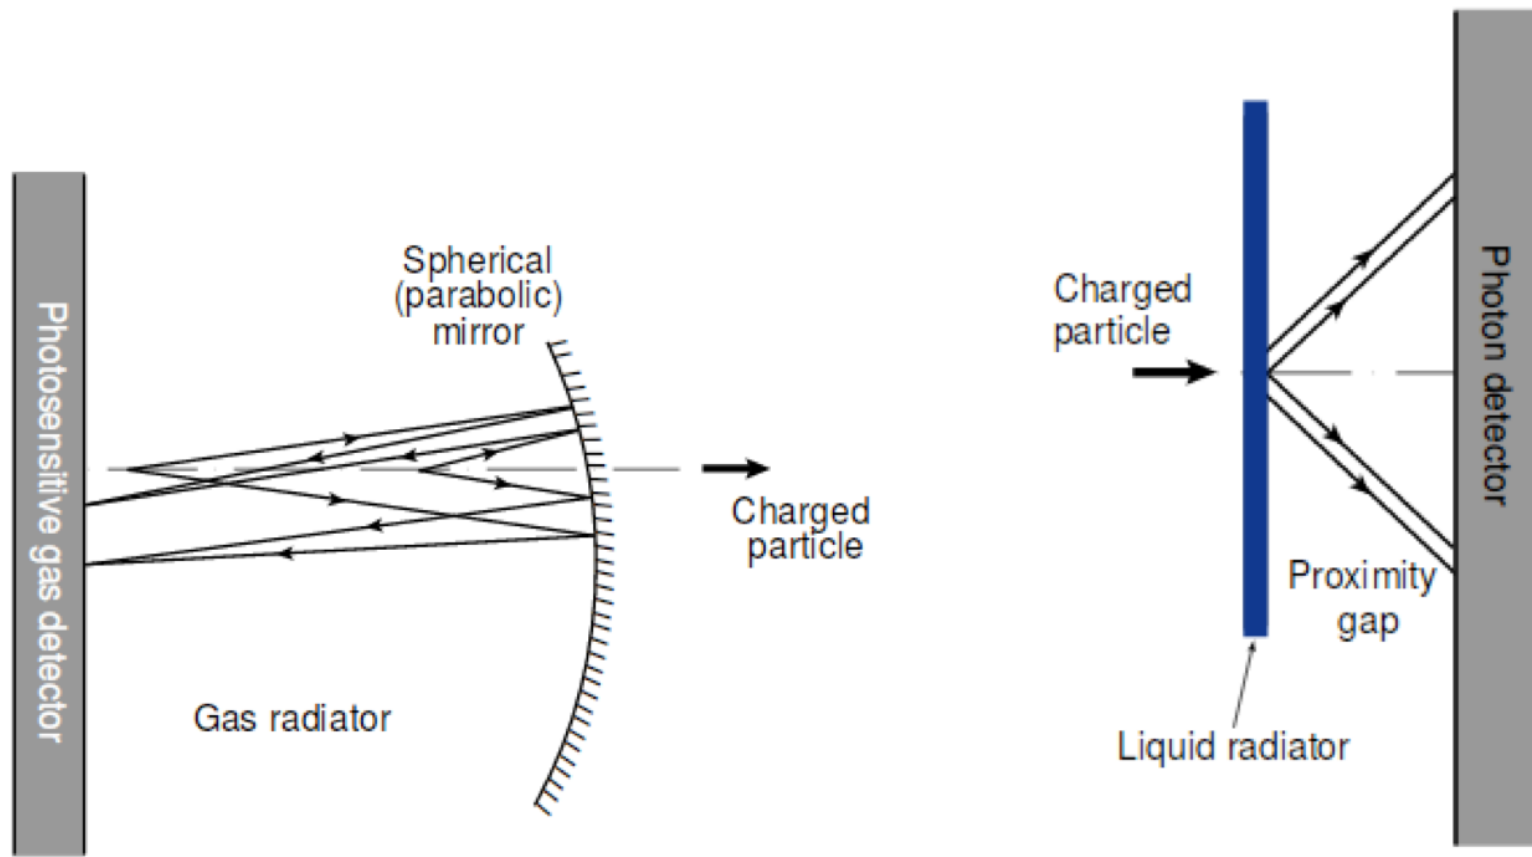 Photosensitive gas detector
Spherical
(parabolic)
mirror
Charged
particle
Gas radiator
Charged
particle
Proximity
gap
Liquid radiator
Photon detector